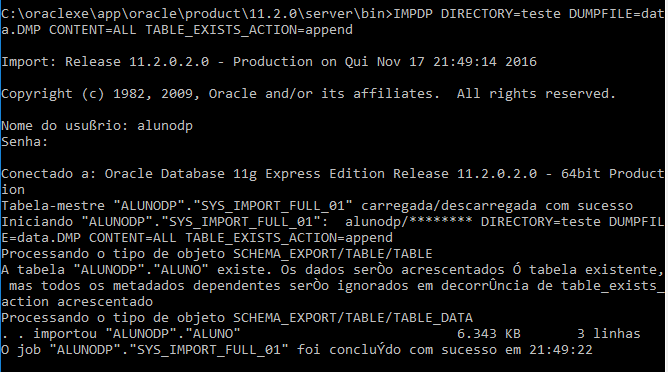 C:\oraclexe\app\oracle\product\11.2.0\server\bin>IMPDP DIRECTORY=teste DUMPFILE=dat
a.DMP CONTENT=ALL TABLE_EXISTS_ACTION=append
Import: Release 11.2.0.2.0 - Production on Qui Nov 17 21:49:14 2016
Copyright (c) 1982, 2009, Oracle and/or its affiliates.  All rights reserved.
Nome do usußrio: alunodp
Senha:
Conectado a: Oracle Database 11g Express Edition Release 11.2.0.2.0 - 64bit Product
ion
Tabela-mestre "ALUNODP"."SYS_IMPORT_FULL_01" carregada/descarregada com sucesso
Iniciando "ALUNODP"."SYS_IMPORT_FULL_01":  alunodp/******** DIRECTORY=teste DUMPFIL
E=data.DMP CONTENT=ALL TABLE_EXISTS_ACTION=append
Processando o tipo de objeto SCHEMA_EXPORT/TABLE/TABLE
A tabela "ALUNODP"."ALUNO" existe. Os dados serÒo acrescentados Ó tabela existente,
 mas todos os metadados dependentes serÒo ignorados em decorrÛncia de table_exists_
action acrescentado
Processando o tipo de objeto SCHEMA_EXPORT/TABLE/TABLE_DATA
. . importou "ALUNODP"."ALUNO"                           6.343 KB       3 linhas
O job "ALUNODP"."SYS_IMPORT_FULL_01" foi concluÝdo com sucesso em 21:49:22